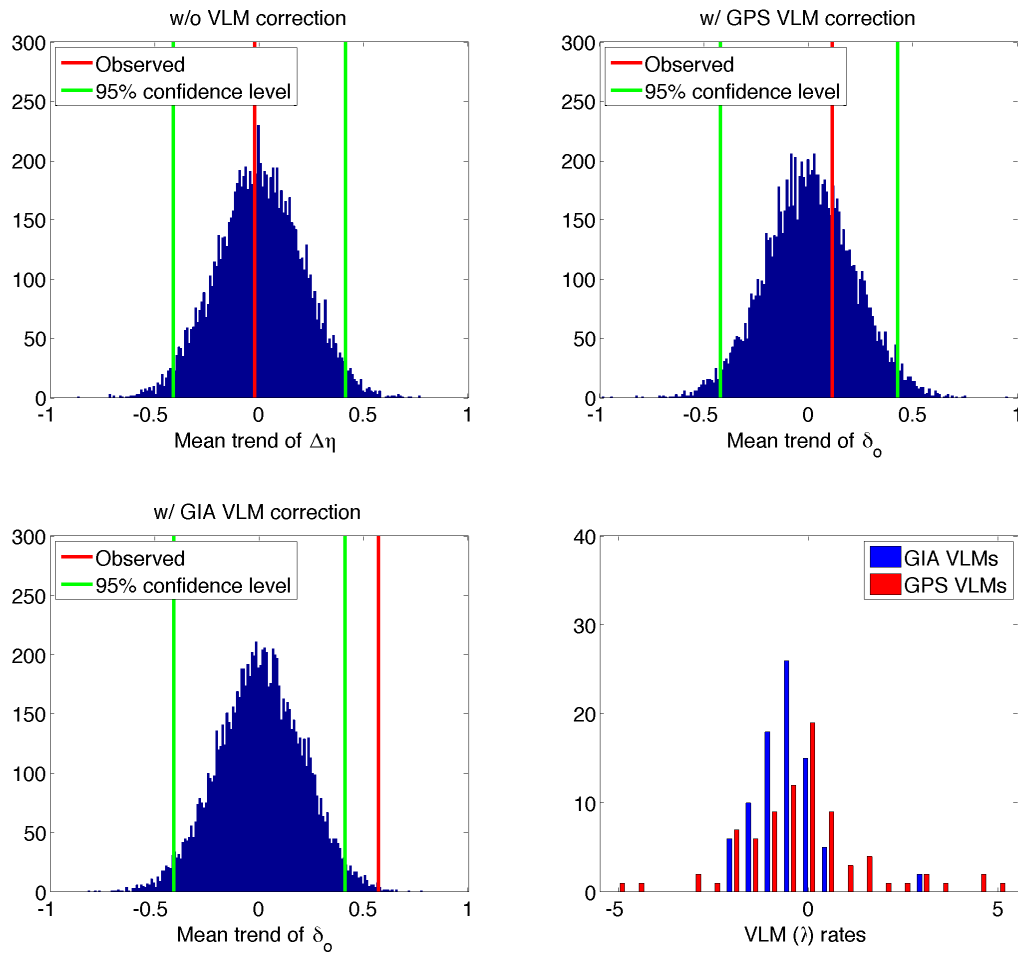 w/o VLM correction
300
250
200
150
100
50
0
Observed
95% confidence level
-1
-0.5
0
0.5
1
Mean trend of Δη
w/ GPS VLM correction
300
250
200
150
100
50
0
Observed
95% confidence level
-1
-0.5
0
0.5
1
Mean trend of δo
w/ GIA VLM correction
300
250
200
150
100
50
0
Observed
95% confidence level
-1
-0.5
0
0.5
1
Mean trend of δo
40
30
20
10
0
GIA VLMs
GPS VLMs
-5
0
5
VLM (λ) rates